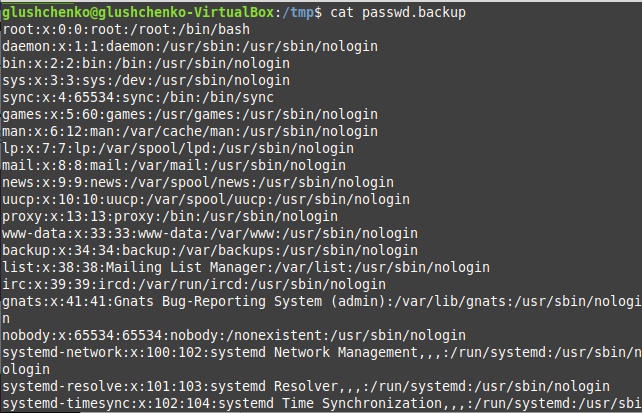 glushchenko@glushchenko-VirtualBox:/tmp$ cat passwd.backup
root:x:0:0:root:/root:/bin/bash
daemon:x:1:1:daemon:/usr/sbin:/usr/sbin/nologin
bin:x:2:2:bin:/bin:/usr/sbin/nologin
sys:x:3:3:sys:/dev:/usr/sbin/nologin
sync:x:4:65534:sync:/bin:/bin/sync
games:x:5:60:games:/usr/games:/usr/sbin/nologin
man:x:6:12:man:/var/cache/man:/usr/sbin/nologin
lp:x:7:7:lp:/var/spool/lpd:/usr/sbin/nologin
mail:x:8:8:mail:/var/mail:/usr/sbin/nologin
news:x:9:9:news:/var/spool/news:/usr/sbin/nologin
uucp:x:10:10:uucp:/var/spool/uucp:/usr/sbin/nologin
proxy:x:13:13:proxy:/bin:/usr/sbin/nologin
www-data:x:33:33:www-data:/var/www:/usr/sbin/nologin
backup:x:34:34:backup:/var/backups:/usr/sbin/nologin
list:x:38:38:Mailing List Manager:/var/list:/usr/sbin/nologin
irc:x:39:39:ircd:/var/run/ircd:/usr/sbin/nologin
gnats:x:41:41:Gnats Bug-Reporting System (admin):/var/lib/gnats:/usr/sbin/nologi
n
nobody:x:65534:65534:nobody:/nonexistent:/usr/sbin/nologin
systemd-network:x:100:102:systemd Network Management,,,:/run/systemd:/usr/sbin/n
ologin
systemd-resolve:x:101:103:systemd Resolver,,,:/run/systemd:/usr/sbin/nologin
systemd-timesync:x:102:104:systemd Time Synchronization,,,:/run/systemd:/usr/sbi